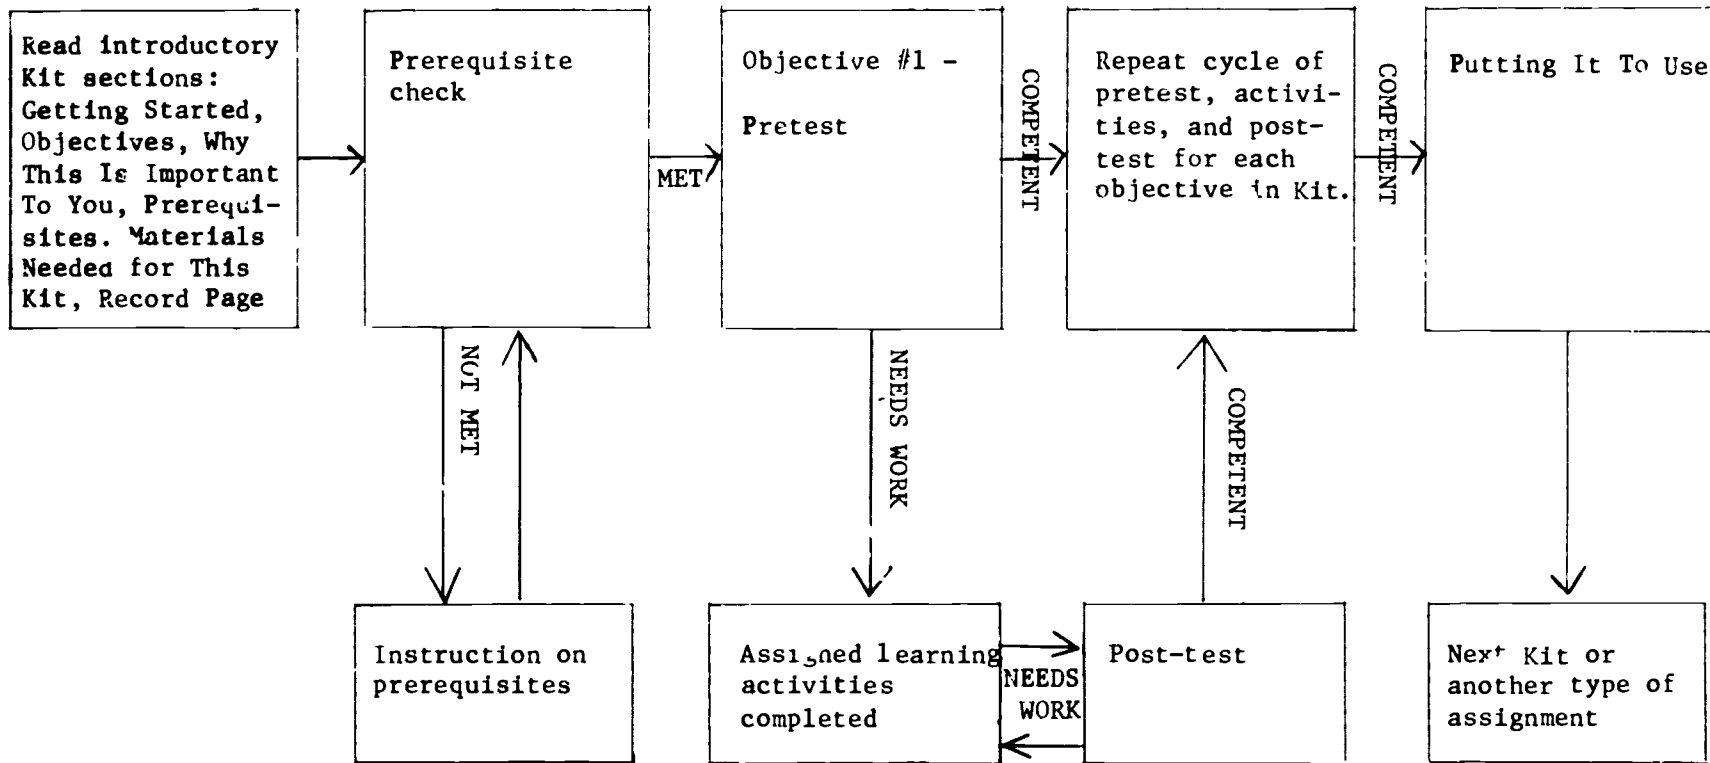 Read introductory
Kit sections:
Getting Started,
Objectives, Why
This Is Important
To You, Prerequi-
sites. Materials
Needed for This
Kit, Record Page
Prerequisite
check
MET
Objective #1 -
Pretest
COMPETENT
Repeat cycle of
pretest, activi-
ties, and post-
test for each
objective in Kit.
COMPETENT
Putting It To Use
NOT MET
NEEDS WORK
COMPETENT
Instruction on
prerequisites
Assigned learning
activities
completed
NEEDS
WORK
Post-test
Next Kit or
another type of
assignment